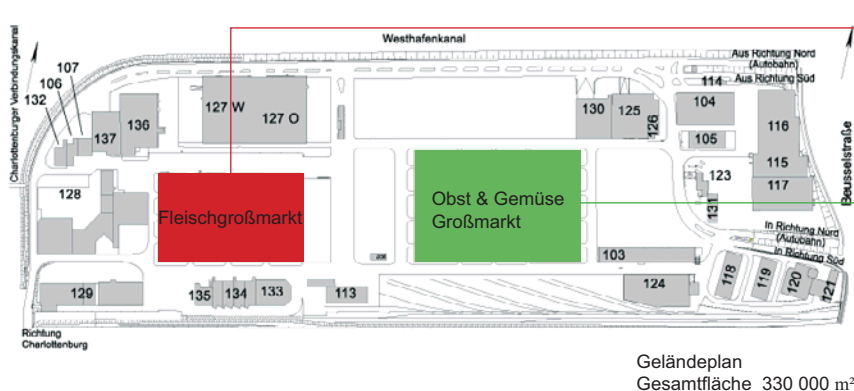 Westhafenkanal
Charlottenburger Verbindungskanal
Aus Richtung Nord
(Autobahn)
Aus Richtung Süd
107
106
132
137
136
127 W
127 O
130
125
126
114
104
105
116
115
117
123
131
Beusselstraße
128
Fleischgroßmarkt
Obst & Gemüse
Großmarkt
In Richtung Nord
(Autobahn)
In Richtung Süd
103
118
119
120
121
124
129
135
134
133
113
Richtung
Charlottenburg
Geländeplan
Gesamtfläche 330 000 m²